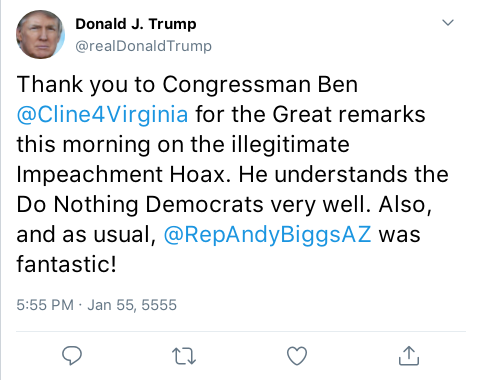 Donald J. Trump
@realDonaldTrump
Thank you to Congressman Ben
@Cline4Virginia for the Great remarks
this morning on the illegitimate
Impeachment Hoax. He understands the
Do Nothing Democrats very well. Also,
and as usual, @RepAndyBiggsAZ was
fantastic!
5:55 PM · Jan 55, 5555